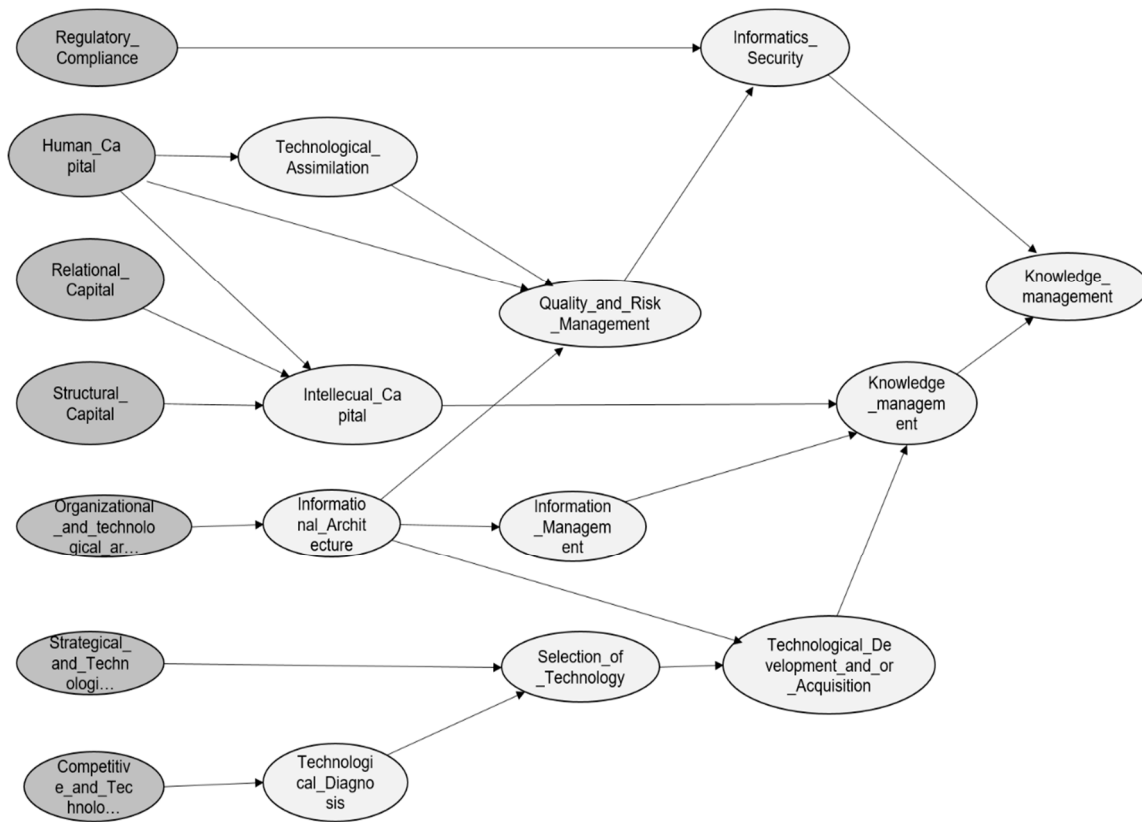 Regulatory_
Compliance
Informatics_
Security
Human_Ca
pital
Technological_
Assimilation
Relational_
Capital
Quality_and_Risk
_Management
Knowledge_
management
Structural_
Capital
Intellecual_Ca
pital
Knowledge
_managem
ent
Organizational
_and_technolo
gical_ar...
Informatio
nal_Archit
ecture
Information
_Managem
ent
Strategical_
and_Techn
ologi...
Selection_of
_Technology
Technological_De
velopment_and_or
_Acquisition
Competitiv
e_and_Tec
hnolo...
Technologi
cal_Diagno
sis